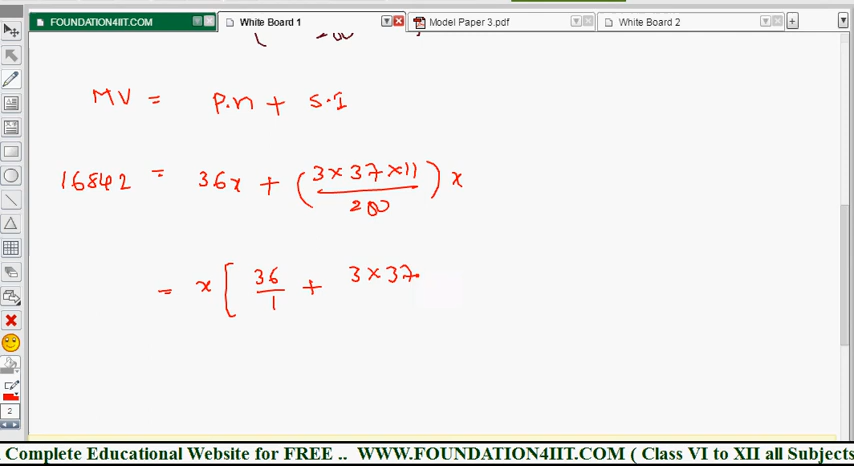 FOUNDATION4IIT.COM White Board 1 Model Paper 3.pdf White Board 2
MV = P.n + S.I
16842 = 36x + (3 x 37 x 11 / 200) x
= x [ 36/1 + 3 x 37
2
Complete Educational Website for FREE .. WWW.FOUNDATION4IIT.COM ( Class VI to XII all Subjects